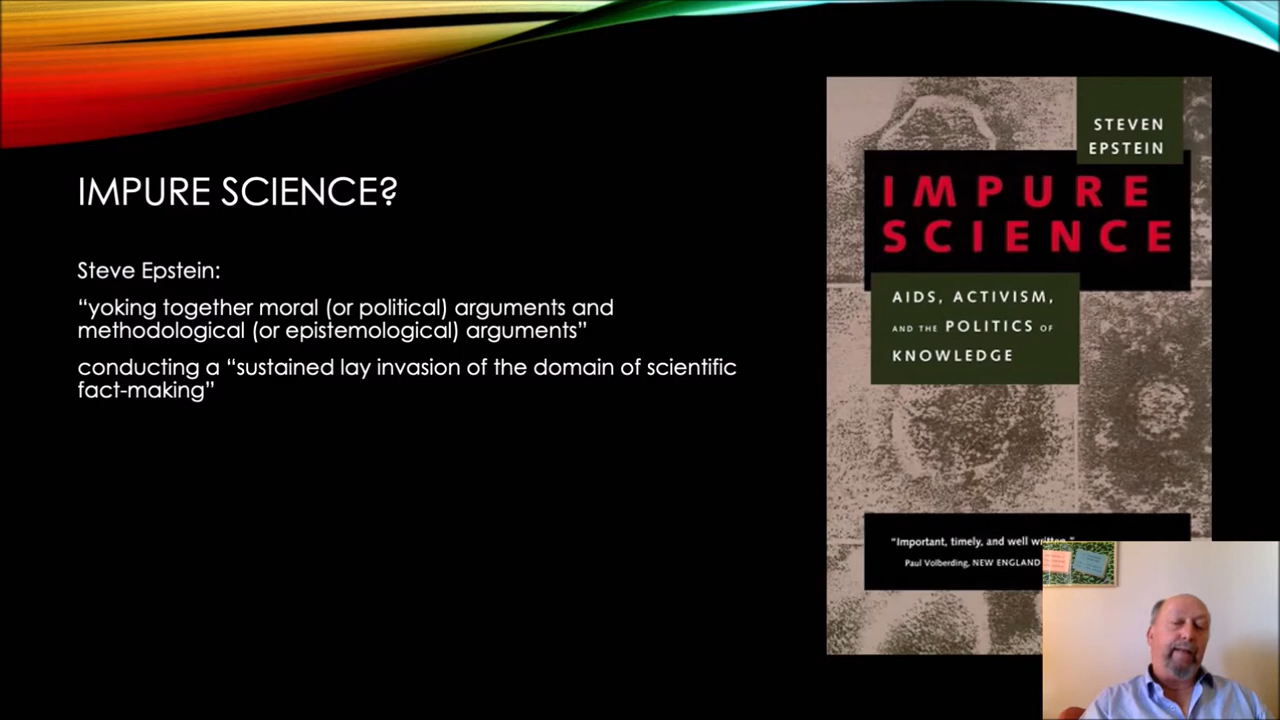 IMPURE SCIENCE?
Steve Epstein:
“yoking together moral (or political) arguments and
methodological (or epistemological) arguments”
conducting a “sustained lay invasion of the domain of scientific
fact-making”
STEVEN
EPSTEIN
IMPURE
SCIENCE
AIDS, ACTIVISM,
AND THE POLITICS OF
KNOWLEDGE
"Important, timely, and well written."
Paul Volberding, NEW ENGLAND